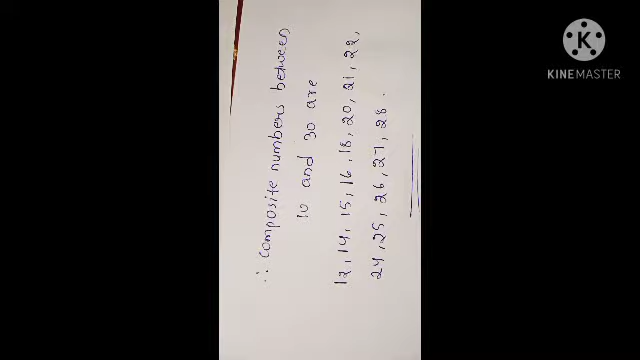 ∴ Composite numbers between
10 and 30 are
12, 14, 15, 16, 18, 20, 21, 22,
24, 25, 26, 27, 28.
KINEMASTER